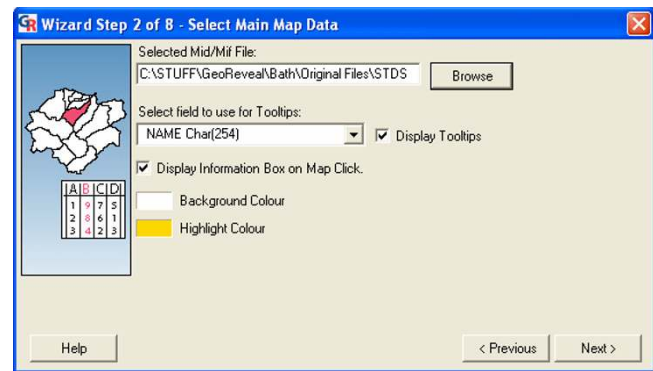 GR Wizard Step 2 of 8 - Select Main Map Data
Selected Mid/Mif File:
C:\STUFF\GeoReveal\Bath\Original Files\STDS
Browse
Select field to use for Tooltips:
NAME Char(254)
Display Tooltips
Display Information Box on Map Click.
Background Colour
Highlight Colour
A B C D
1 9 7 5
2 8 6 1
3 4 2 3
Help
< Previous
Next >